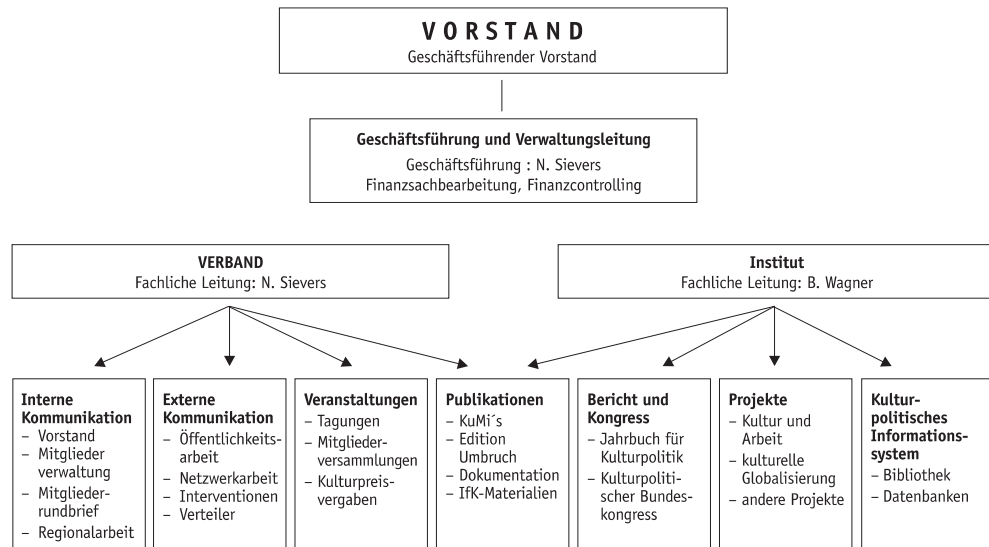 VORSTAND
Geschäftsführender Vorstand
Geschäftsführung und Verwaltungsleitung
Geschäftsführung : N. Sievers
Finanzsachbearbeitung, Finanzcontrolling
VERBAND
Fachliche Leitung: N. Sievers
Institut
Fachliche Leitung: B. Wagner
Interne
Kommunikation
– Vorstand
– Mitglieder
verwaltung
– Mitglieder-
rundbrief
– Regionalarbeit
Externe
Kommunikation
– Öffentlichkeits-
arbeit
– Netzwerkarbeit
– Interventionen
– Verteiler
Veranstaltungen
– Tagungen
– Mitglieder-
versammlungen
– Kulturpreis-
vergaben
Publikationen
– KuMi´s
– Edition
Umbruch
– Dokumentation
– IfK-Materialien
Bericht und
Kongress
– Jahrbuch für
Kulturpolitik
– Kulturpoliti-
scher Bundes-
kongress
Projekte
– Kultur und
Arbeit
– kulturelle
Globalisierung
– andere Projekte
Kultur-
politisches
Informations-
system
– Bibliothek
– Datenbanken